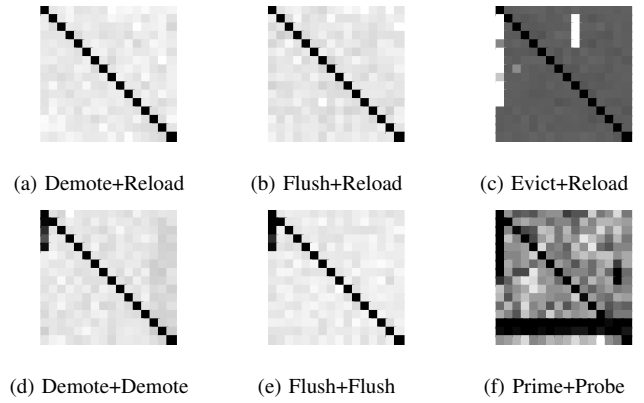 (a) Demote+Reload
(b) Flush+Reload
(c) Evict+Reload
(d) Demote+Demote
(e) Flush+Flush
(f) Prime+Probe